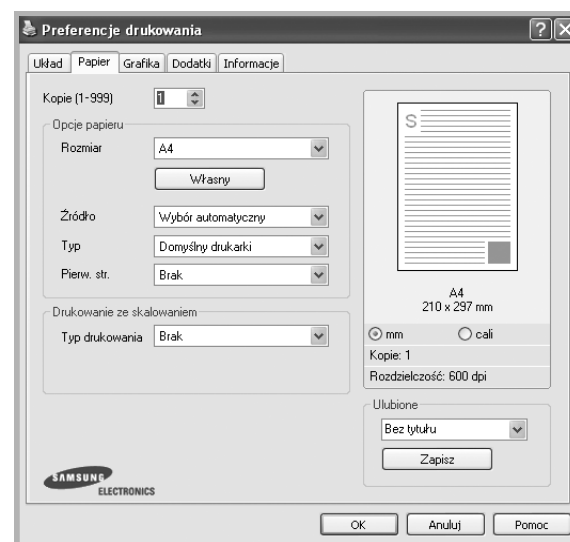 Preferencje drukowania
Układ Papier Grafika Dodatki Informacje
Kopie (1-999) 1
Opcje papieru
Rozmiar A4
Własny
Źródło Wybór automatyczny
Typ Domyślny drukarki
Pierw. str. Brak
Drukowanie ze skalowaniem
Typ drukowania Brak
S
A4
210 x 297 mm
mm cali
Kopie: 1
Rozdzielczość: 600 dpi
Ulubione
Bez tytułu
Zapisz
SAMSUNG
ELECTRONICS
OK Anuluj Pomoc